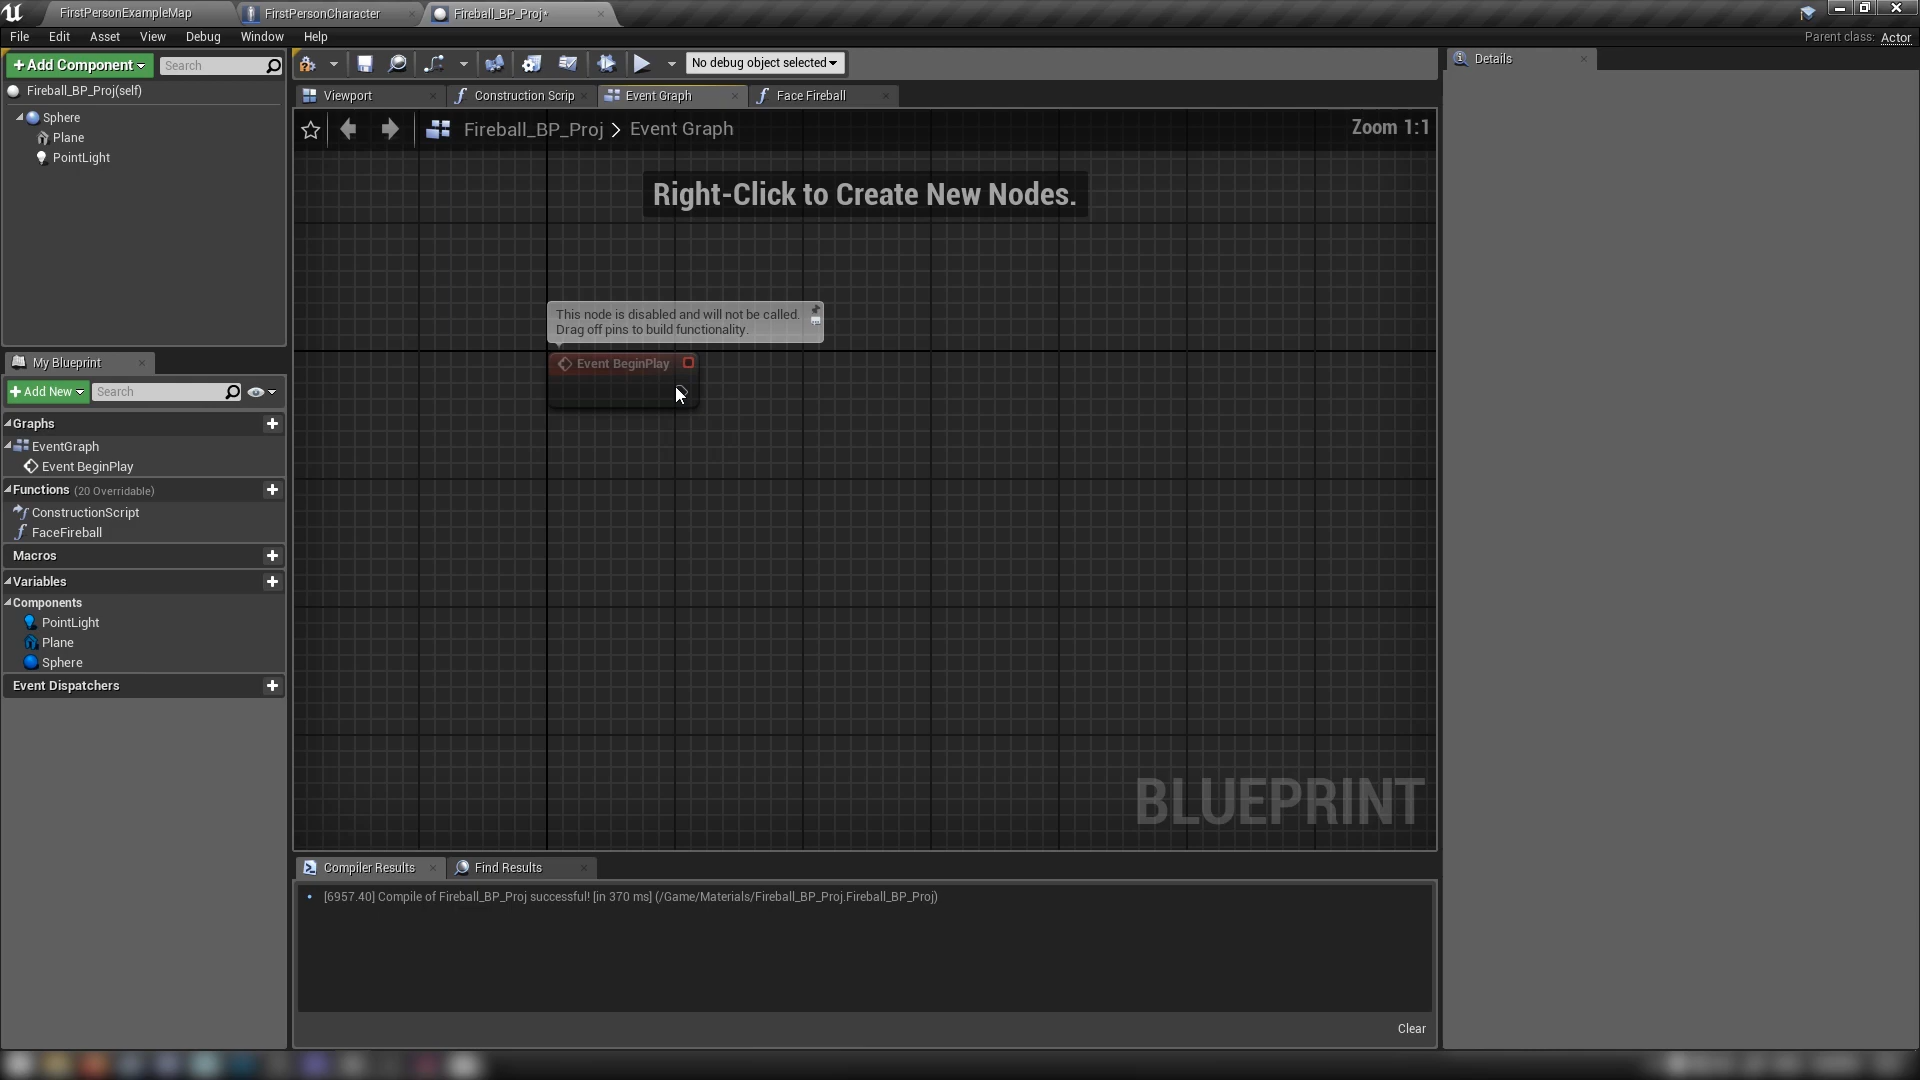 FirstPersonExampleMap
FirstPersonCharacter
Fireball_BP_Proj*
File Edit Asset View Debug Window Help
Parent class: Actor
+Add Component
Search
No debug object selected
Details
Fireball_BP_Proj(self)
Viewport
Construction Scrip
Event Graph
Face Fireball
Sphere
Plane
PointLight
Fireball_BP_Proj > Event Graph
Zoom 1:1
Right-Click to Create New Nodes.
This node is disabled and will not be called.
Drag off pins to build functionality.
Event BeginPlay
My Blueprint
+Add New
Search
Graphs
EventGraph
Event BeginPlay
Functions (20 Overridable)
ConstructionScript
FaceFireball
Macros
Variables
Components
PointLight
Plane
Sphere
Event Dispatchers
BLUEPRINT
Compiler Results
Find Results
[6957.40] Compile of Fireball_BP_Proj successful! [in 370 ms] (/Game/Materials/Fireball_BP_Proj.Fireball_BP_Proj)
Clear